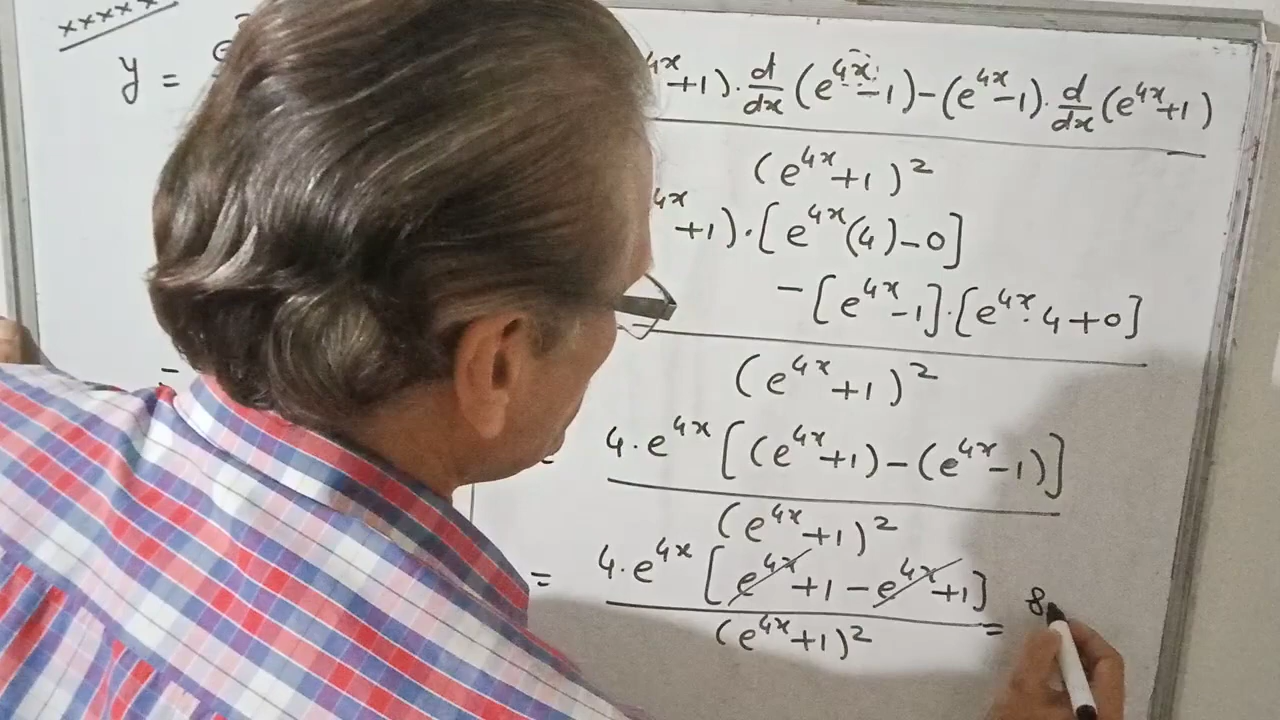 ×××××
y =
4x+1)·d/dx(e^4x-1)-(e^4x-1)·d/dx(e^4x+1)
(e^4x+1)²
4x+1)·[e^4x(4)-0]
-[e^4x-1]·[e^4x·4+0]
(e^4x+1)²
4·e^4x[(e^4x+1)-(e^4x-1)]
(e^4x+1)²
= 4·e^4x[e^4x+1-e^4x+1] = 8
(e^4x+1)²